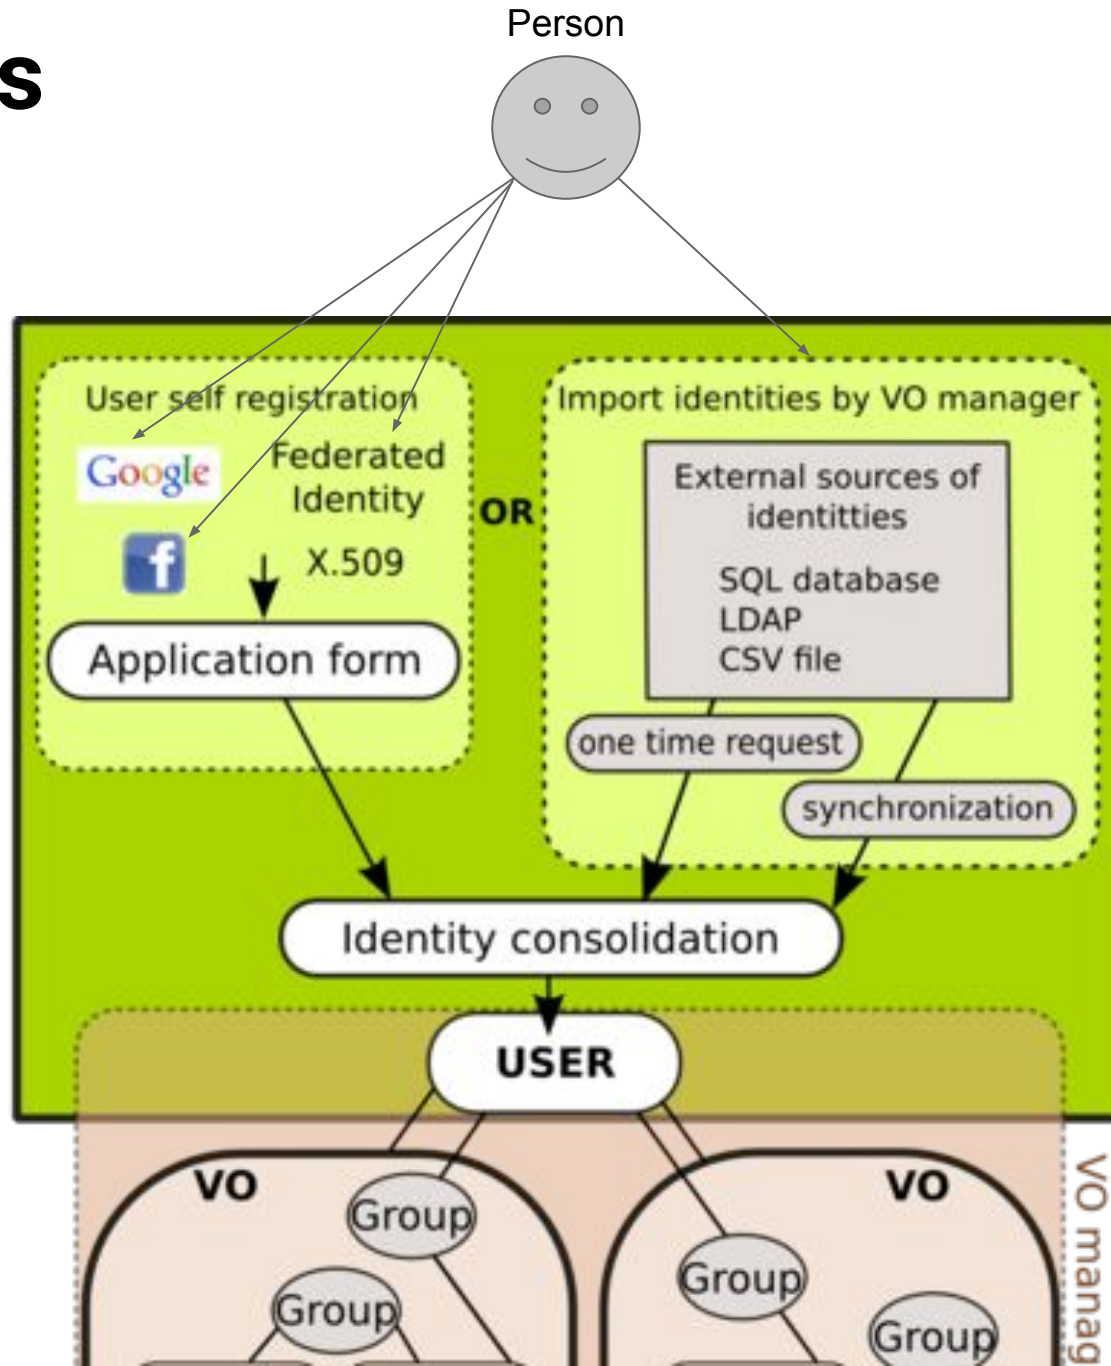 s
Person
User self registration
Google
Federated
Identity
f
X.509
Application form
OR
Import identities by VO manager
External sources of
identitties
SQL database
LDAP
CSV file
one time request
synchronization
Identity consolidation
USER
VO
Group
Group
VO
Group
Group
VO manag